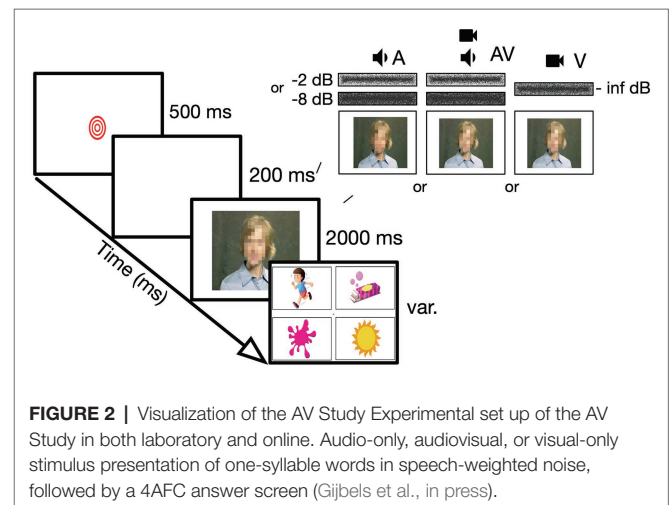 A
AV
V
or -2 dB
-8 dB
- inf dB
500 ms
200 ms
or
or
2000 ms
Time (ms)
var.
FIGURE 2 | Visualization of the AV Study Experimental set up of the AV
Study in both laboratory and online. Audio-only, audiovisual, or visual-only
stimulus presentation of one-syllable words in speech-weighted noise,
followed by a 4AFC answer screen (Gijbels et al., in press).